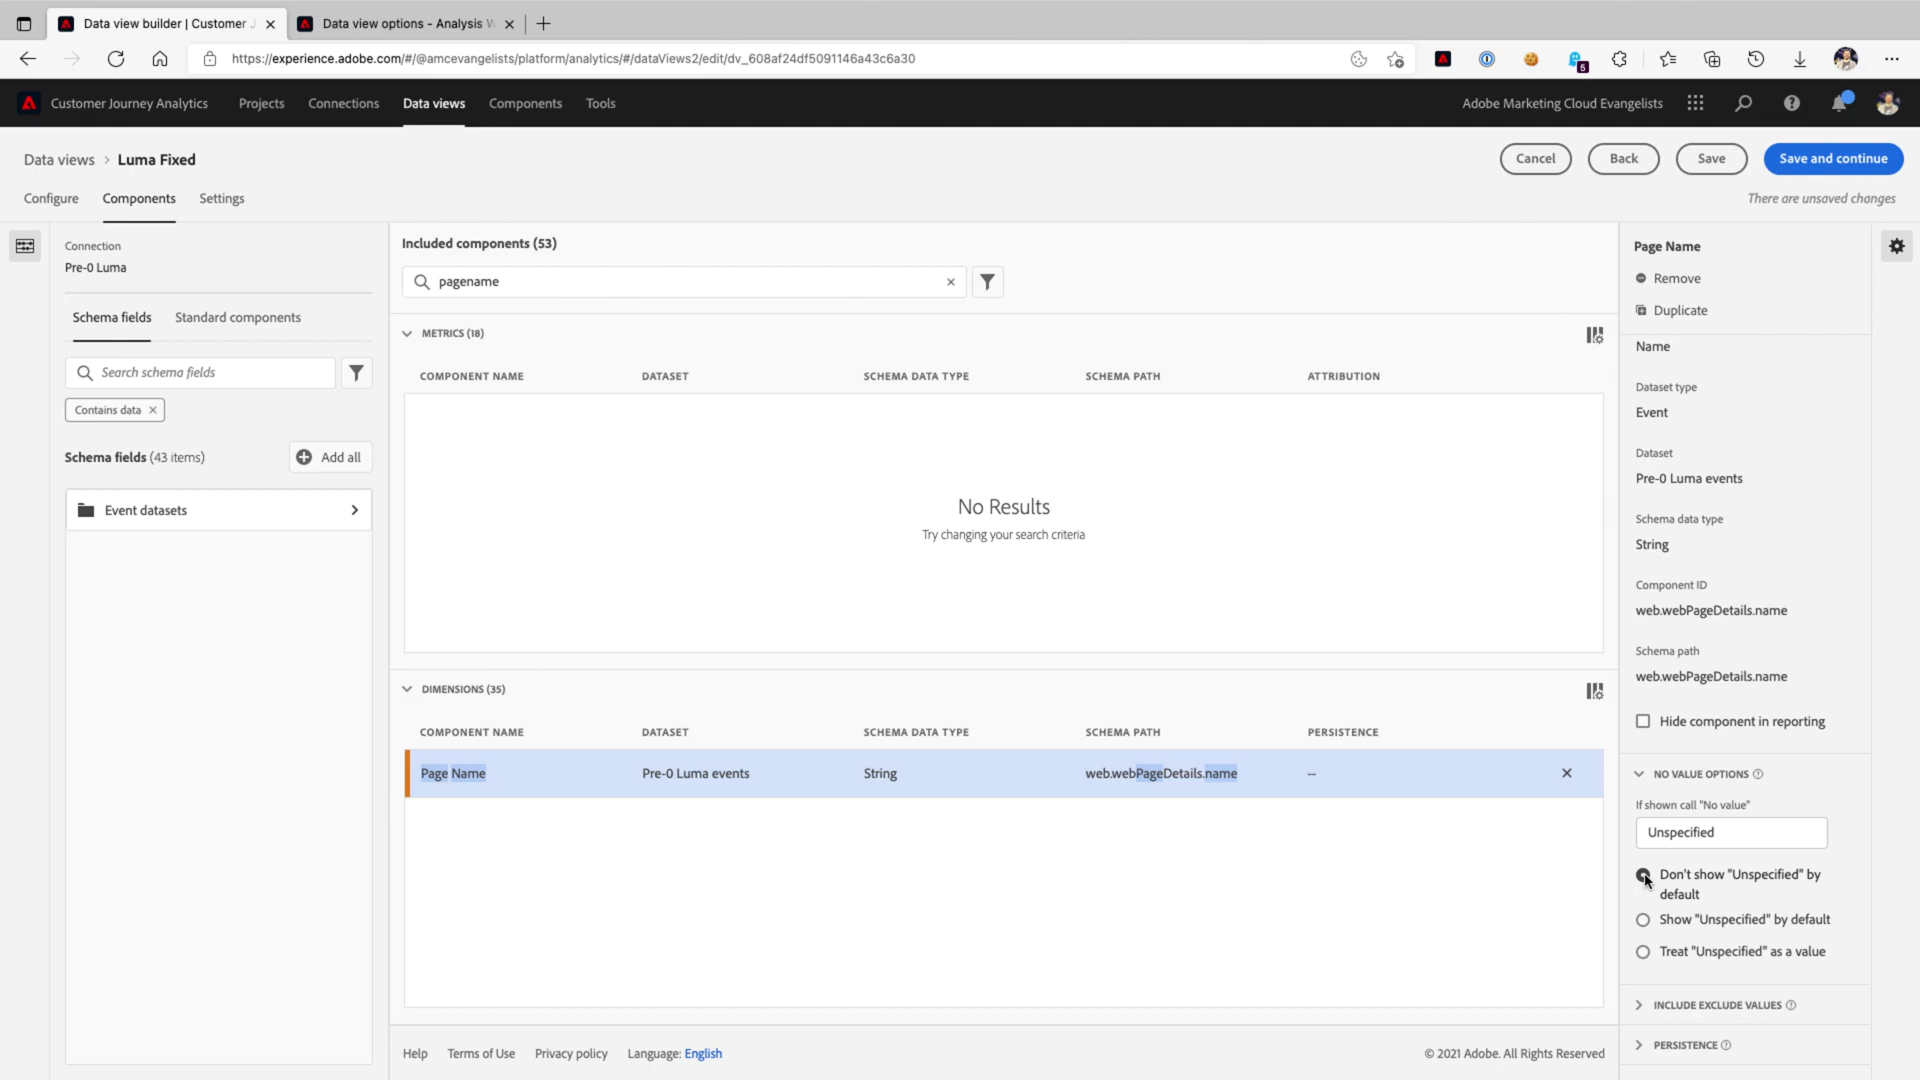 Data view builder | Customer J
Data view options - Analysis W
https://experience.adobe.com/#/@amcevangelists/platform/analytics/#/dataViews2/edit/dv_608af24df5091146a43c6a30
5
Customer Journey Analytics
Projects
Connections
Data views
Components
Tools
Adobe Marketing Cloud Evangelists
Data views > Luma Fixed
Cancel
Back
Save
Save and continue
Configure
Components
Settings
There are unsaved changes
Connection
Pre-0 Luma
Schema fields
Standard components
Search schema fields
Contains data
Schema fields (43 items)
Add all
Event datasets
Included components (53)
pagename
METRICS (18)
COMPONENT NAME DATASET SCHEMA DATA TYPE SCHEMA PATH ATTRIBUTION
No Results
Try changing your search criteria
DIMENSIONS (35)
COMPONENT NAME DATASET SCHEMA DATA TYPE SCHEMA PATH PERSISTENCE
Page Name Pre-0 Luma events String web.webPageDetails.name --
Page Name
Remove
Duplicate
Name
Dataset type
Event
Dataset
Pre-0 Luma events
Schema data type
String
Component ID
web.webPageDetails.name
Schema path
web.webPageDetails.name
Hide component in reporting
NO VALUE OPTIONS
If shown call "No value"
Unspecified
Don't show "Unspecified" by
default
Show "Unspecified" by default
Treat "Unspecified" as a value
INCLUDE EXCLUDE VALUES
PERSISTENCE
Help
Terms of Use
Privacy policy
Language: English
© 2021 Adobe. All Rights Reserved